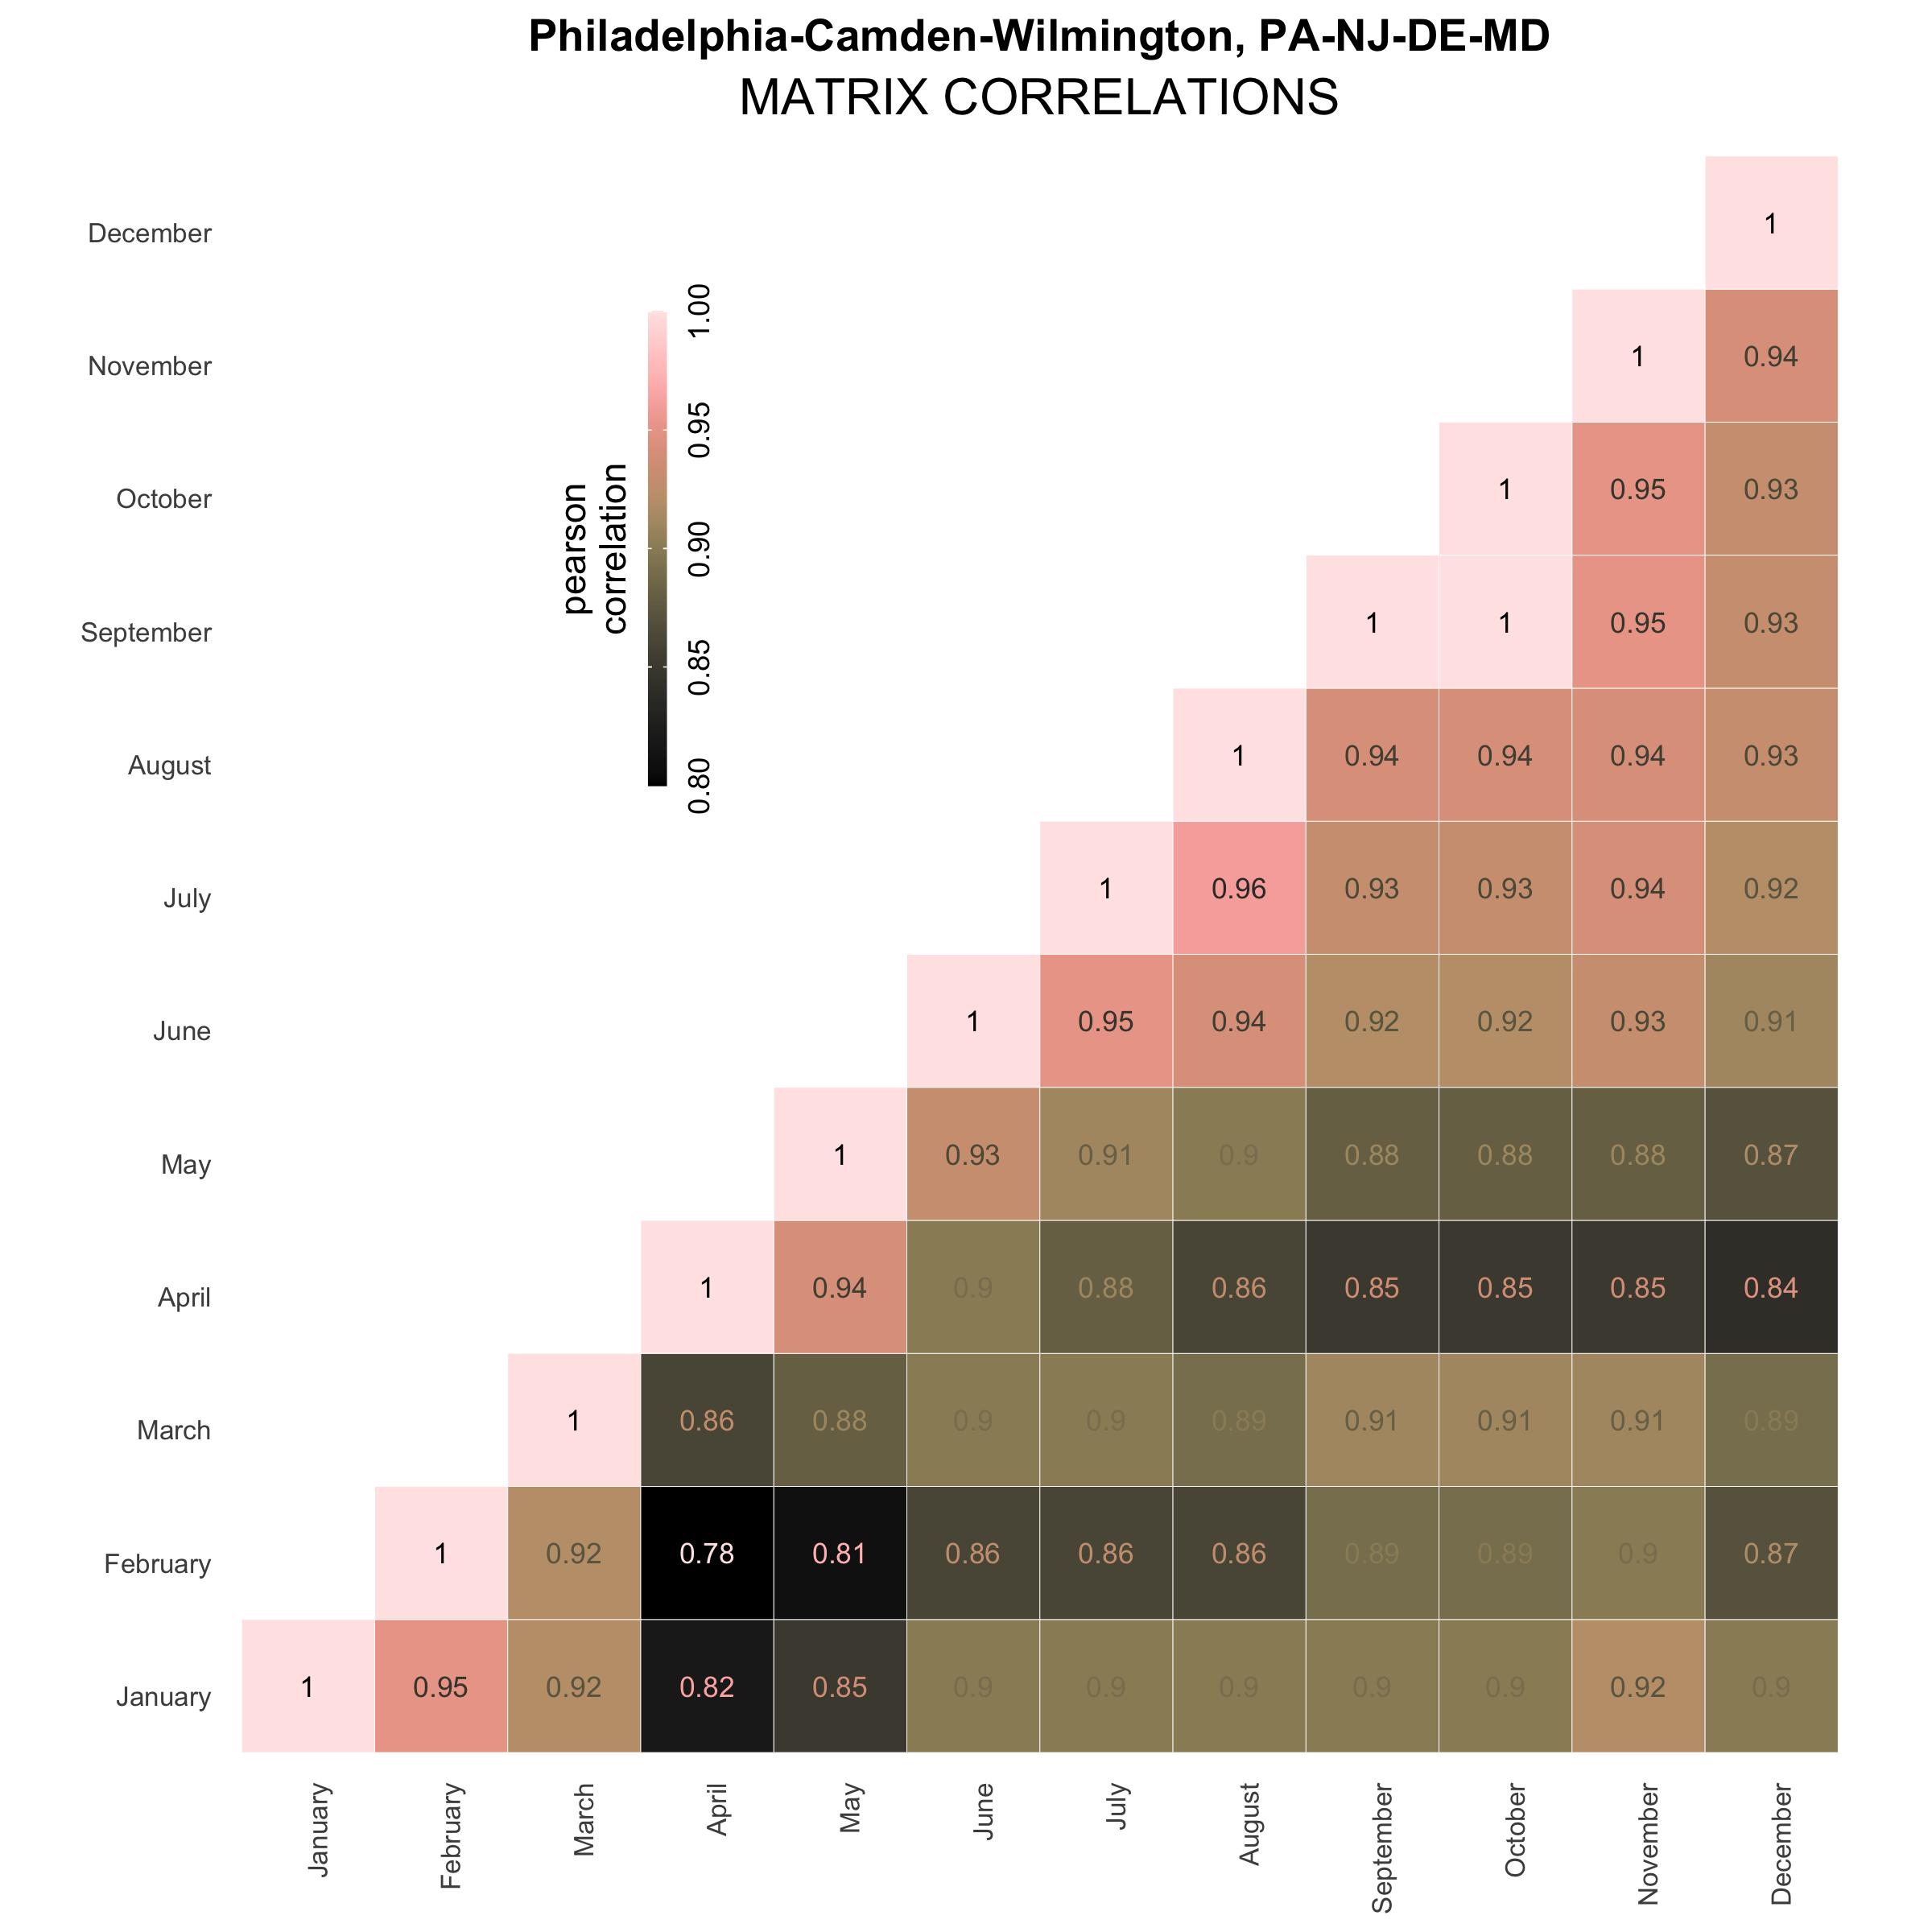 Philadelphia-Camden-Wilmington, PA-NJ-DE-MD
MATRIX CORRELATIONS
pearson
correlation
1.00
0.95
0.90
0.85
0.80
December 1
November 1 0.94
October 1 0.95 0.93
September 1 1 0.95 0.93
August 1 0.94 0.94 0.94 0.93
July 1 0.96 0.93 0.93 0.94 0.92
June 1 0.95 0.94 0.92 0.92 0.93 0.91
May 1 0.93 0.91 0.9 0.88 0.88 0.88 0.87
April 1 0.94 0.9 0.88 0.86 0.85 0.85 0.85 0.84
March 1 0.86 0.88 0.9 0.9 0.89 0.91 0.91 0.91 0.89
February 1 0.92 0.78 0.81 0.86 0.86 0.86 0.89 0.89 0.9 0.87
January 1 0.95 0.92 0.82 0.85 0.9 0.9 0.9 0.9 0.9 0.92 0.9
January February March April May June July August September October November December